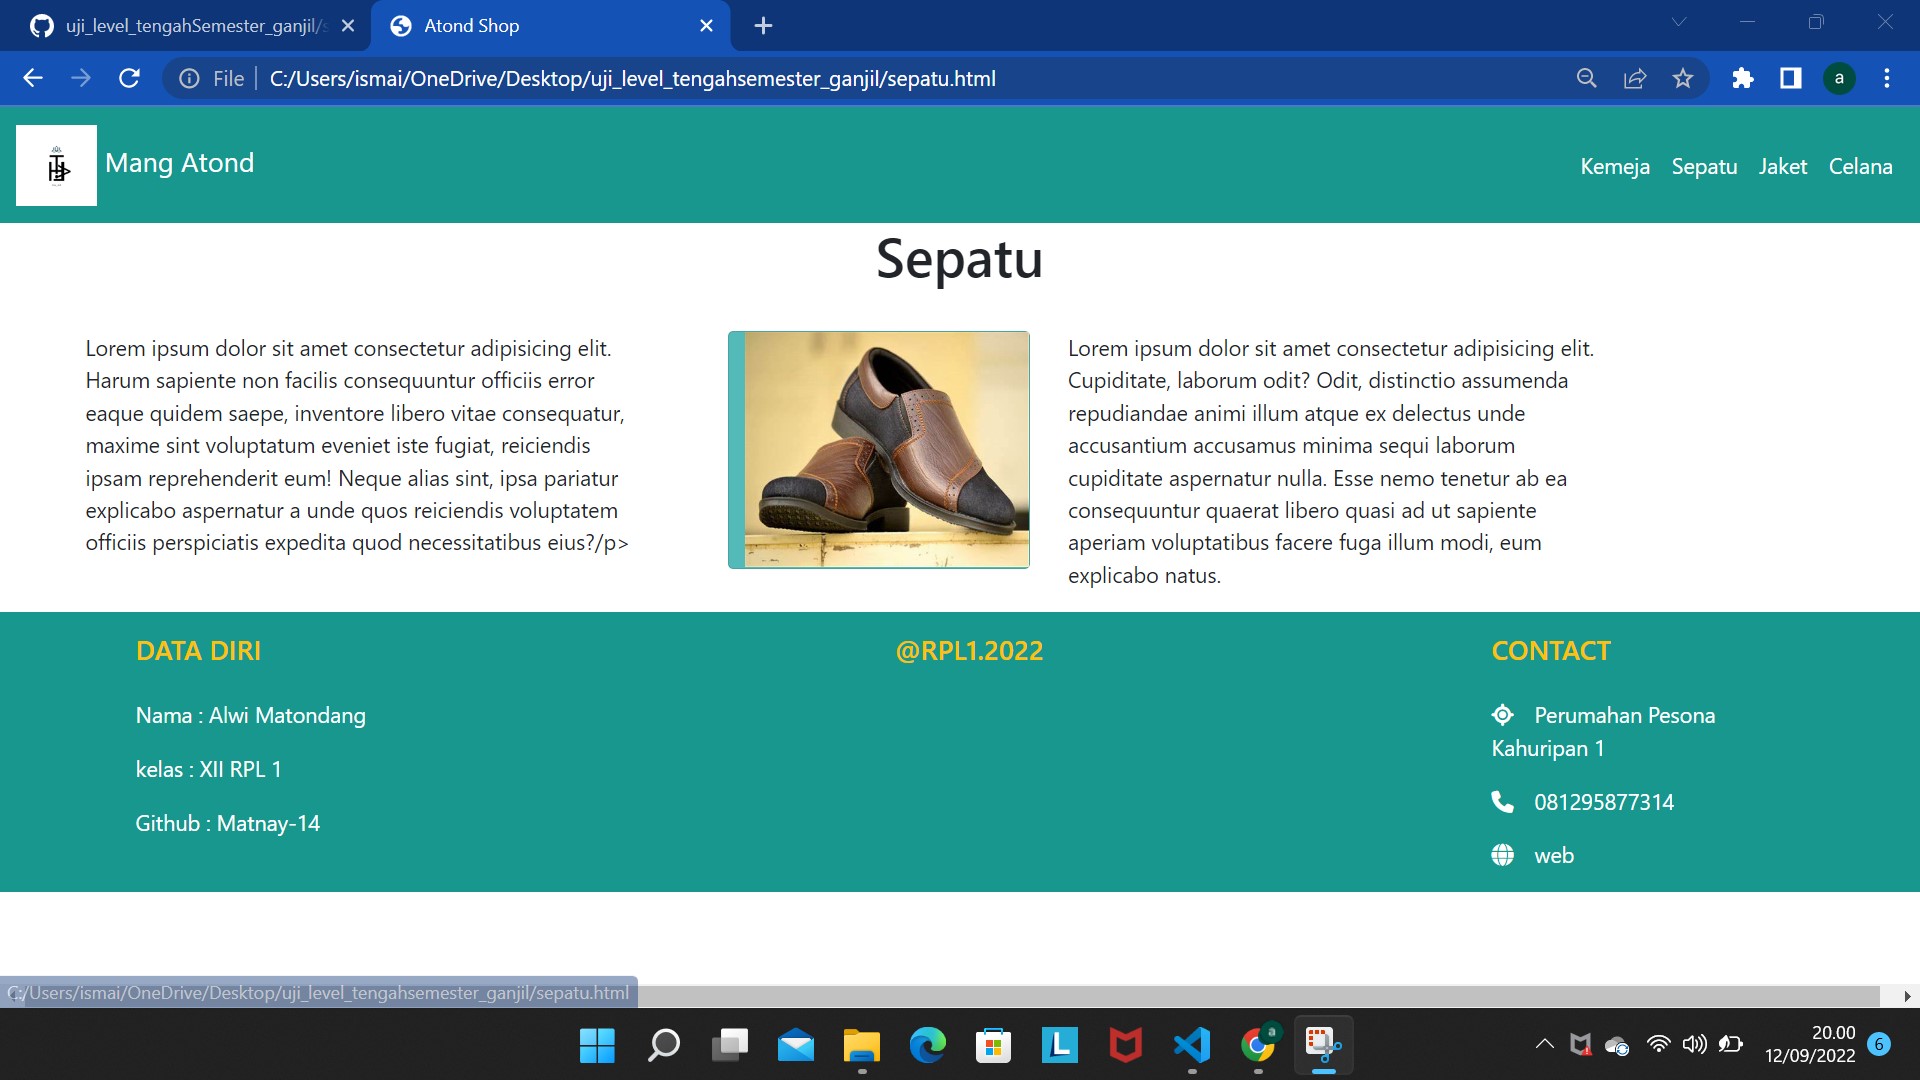 uji_level_tengahSemester_ganjil/s
Atond Shop
File
C:/Users/ismai/OneDrive/Desktop/uji_level_tengahsemester_ganjil/sepatu.html
a
Mang Atond
Kemeja
Sepatu
Jaket
Celana
Sepatu
Lorem ipsum dolor sit amet consectetur adipisicing elit.
Harum sapiente non facilis consequuntur officiis error
eaque quidem saepe, inventore libero vitae consequatur,
maxime sint voluptatum eveniet iste fugiat, reiciendis
ipsam reprehenderit eum! Neque alias sint, ipsa pariatur
explicabo aspernatur a unde quos reiciendis voluptatem
officiis perspiciatis expedita quod necessitatibus eius?/p>
Lorem ipsum dolor sit amet consectetur adipisicing elit.
Cupiditate, laborum odit? Odit, distinctio assumenda
repudiandae animi illum atque ex delectus unde
accusantium accusamus minima sequi laborum
cupiditate aspernatur nulla. Esse nemo tenetur ab ea
consequuntur quaerat libero quasi ad ut sapiente
aperiam voluptatibus facere fuga illum modi, eum
explicabo natus.
DATA DIRI
Nama : Alwi Matondang
kelas : XII RPL 1
Github : Matnay-14
@RPL1.2022
CONTACT
Perumahan Pesona
Kahuripan 1
081295877314
web
C:/Users/ismai/OneDrive/Desktop/uji_level_tengahsemester_ganjil/sepatu.html
L
a
20.00
12/09/2022
6